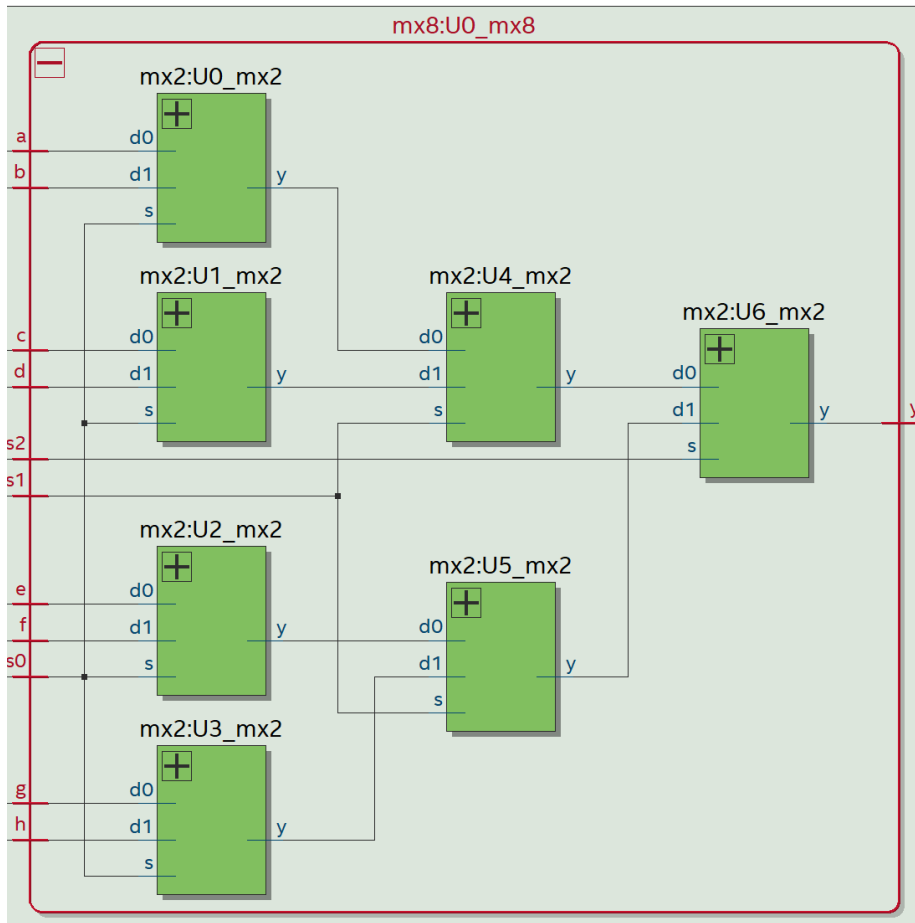 mx8:U0_mx8
mx2:U0_mx2
a d0
b d1 y
s
mx2:U1_mx2 mx2:U4_mx2
mx2:U6_mx2
c d0 d0
d d1 y d1 y d0
s s d1 y y
s2 s
s1
mx2:U2_mx2
mx2:U5_mx2
e d0
f d1 y d0
s0 s d1 y
s
mx2:U3_mx2
g d0
h d1 y
s